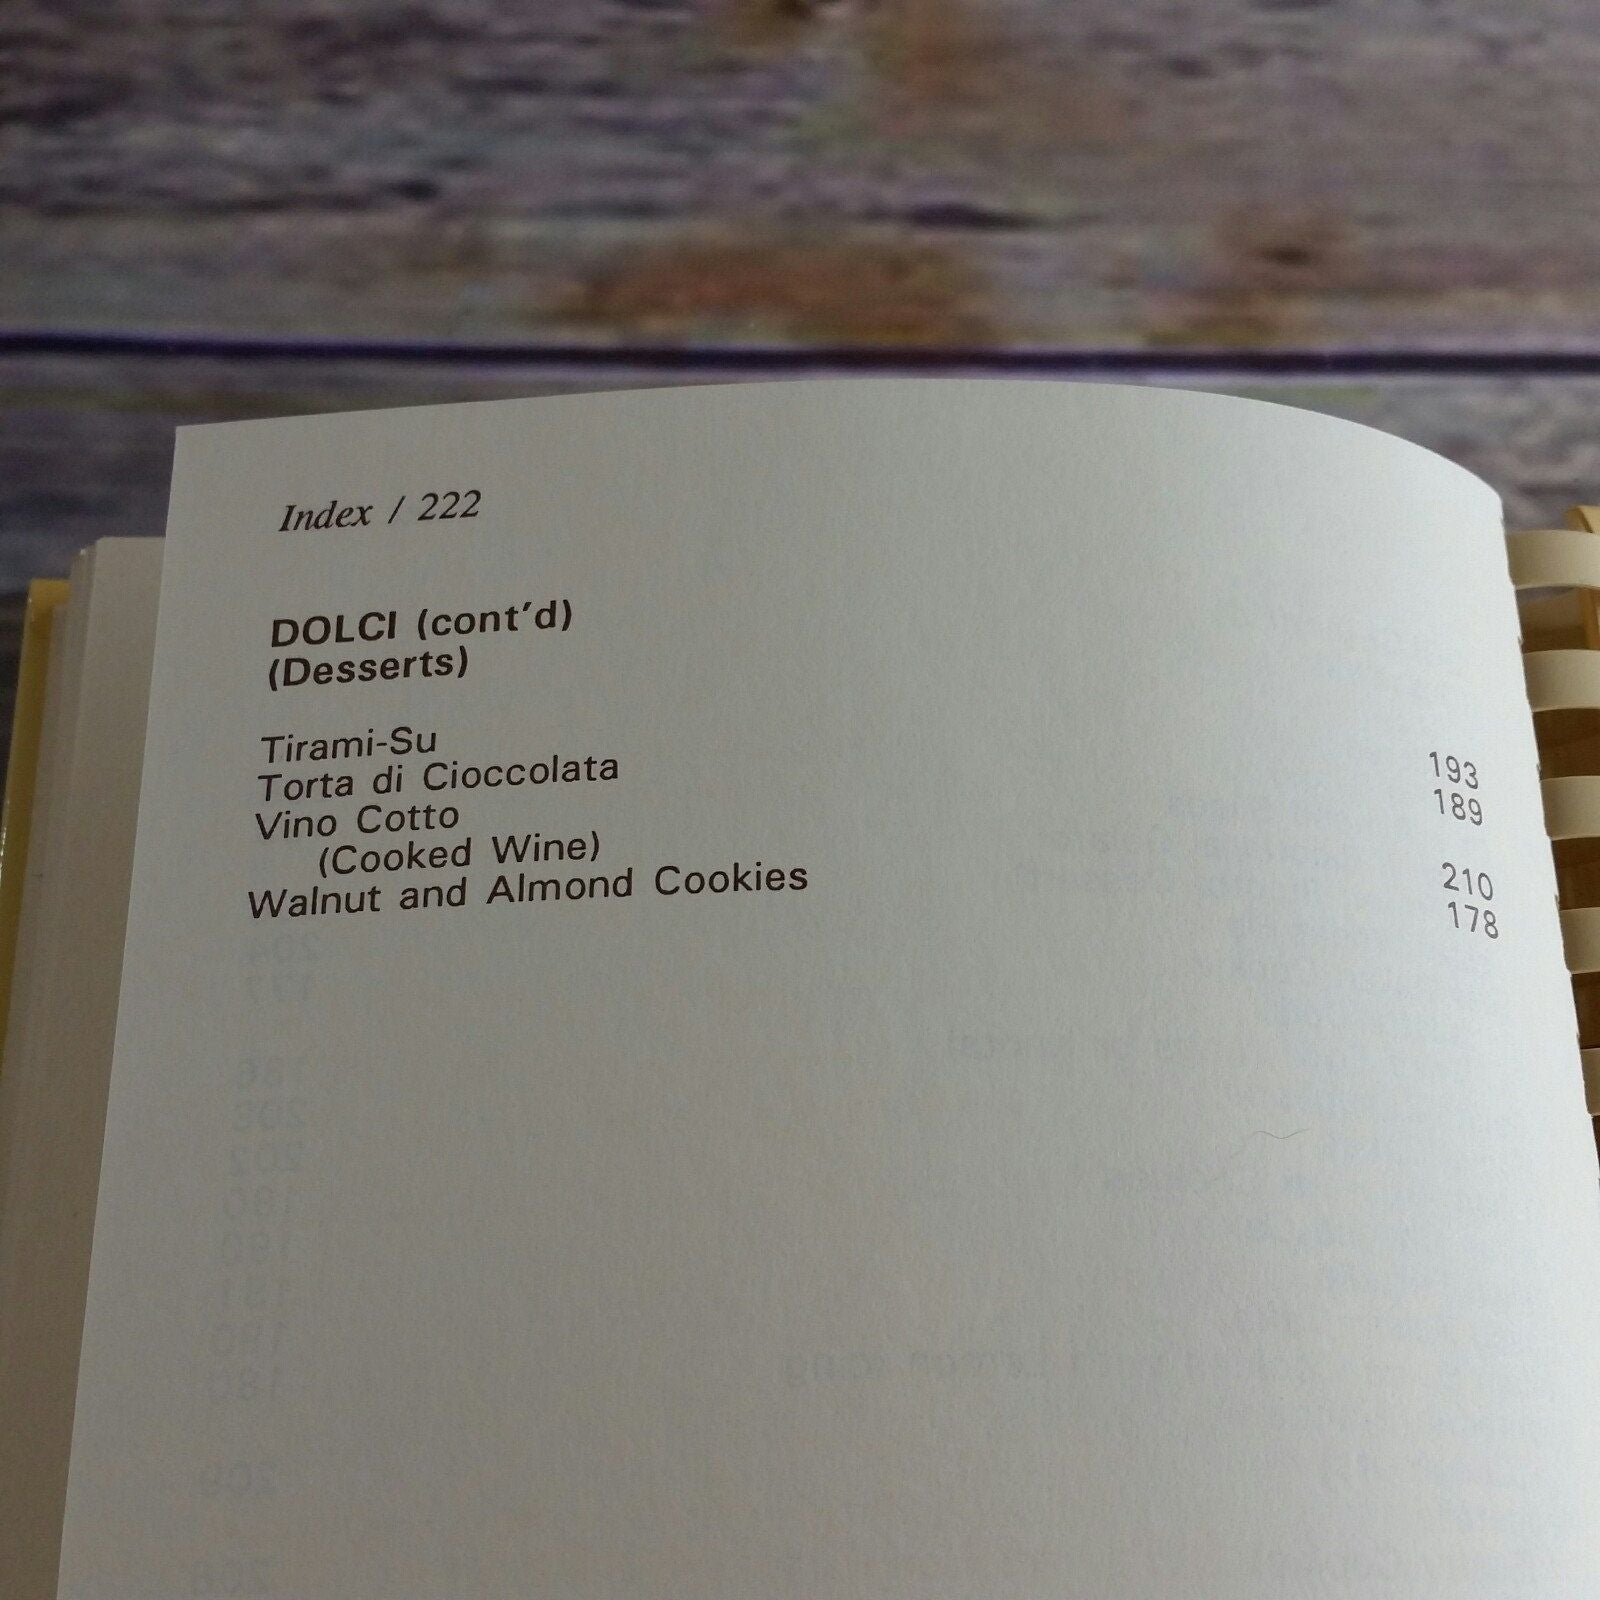 Index / 222
DOLCI (cont'd)
(Desserts)
Tirami-Su 193
Torta di Cioccolata 189
Vino Cotto
(Cooked Wine) 210
Walnut and Almond Cookies 178